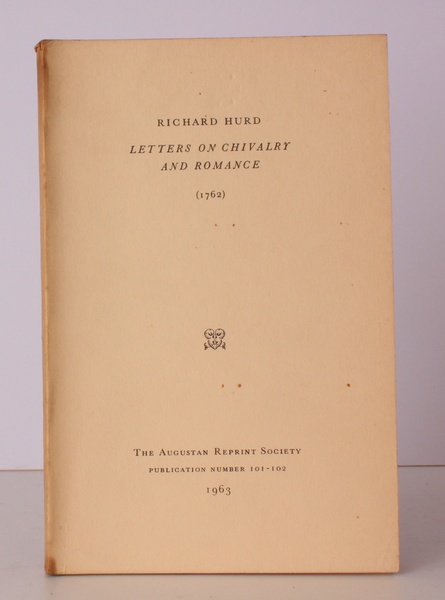 RICHARD HURD
LETTERS ON CHIVALRY
AND ROMANCE
(1762)
THE AUGUSTAN REPRINT SOCIETY
PUBLICATION NUMBER 101-102
1963